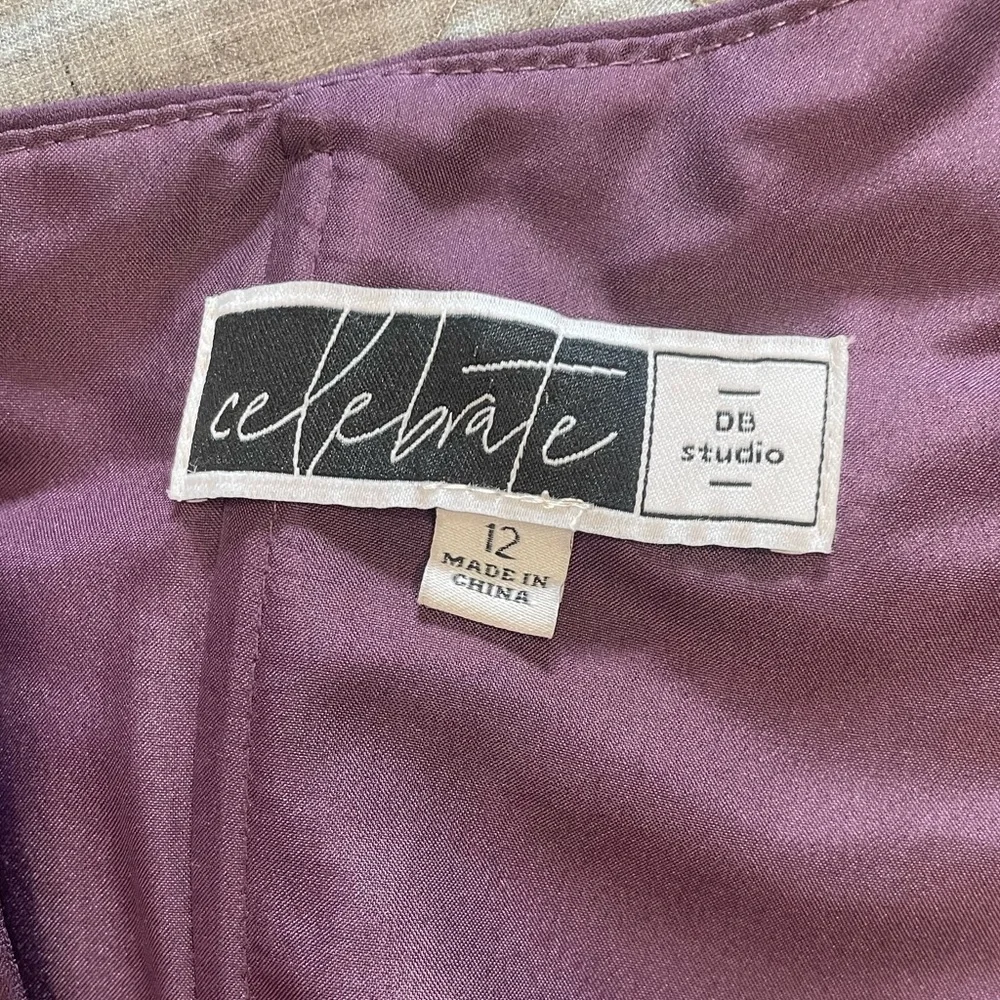 celebrate
DB
studio
12
MADE IN
CHINA